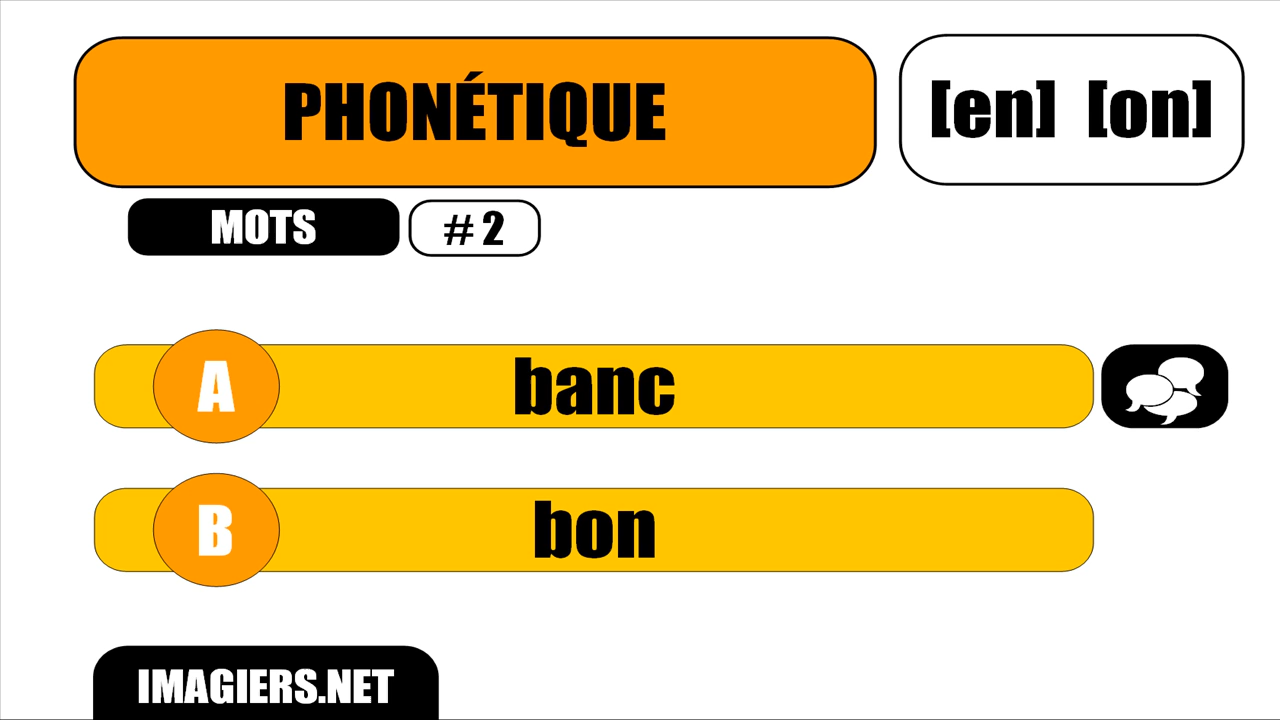 PHONÉTIQUE
[en] [on]
MOTS
# 2
A
banc
B
bon
IMAGIERS.NET